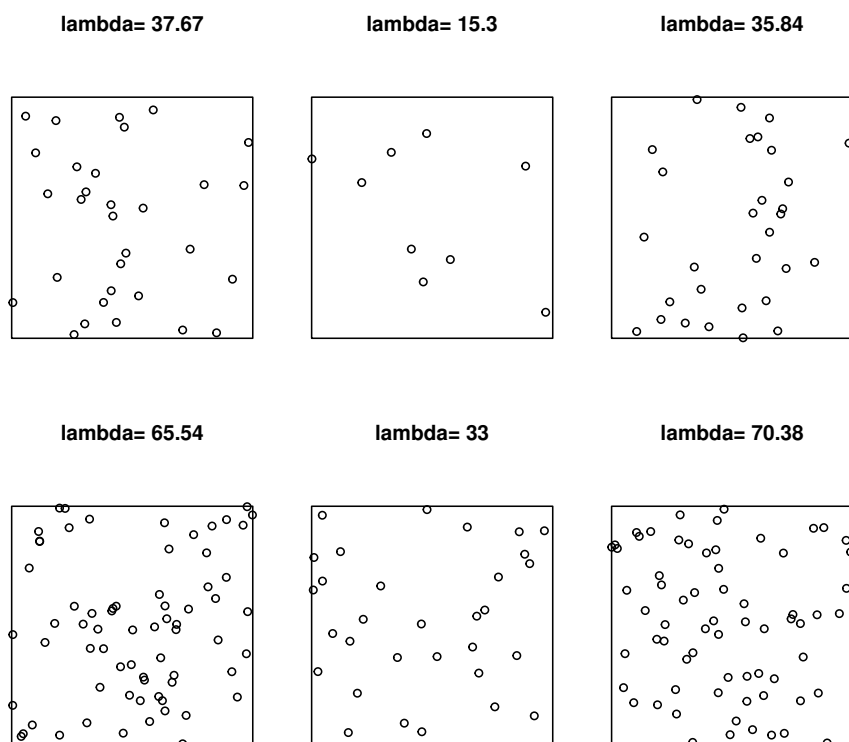 lambda= 37.67
lambda= 15.3
lambda= 35.84
lambda= 65.54
lambda= 33
lambda= 70.38